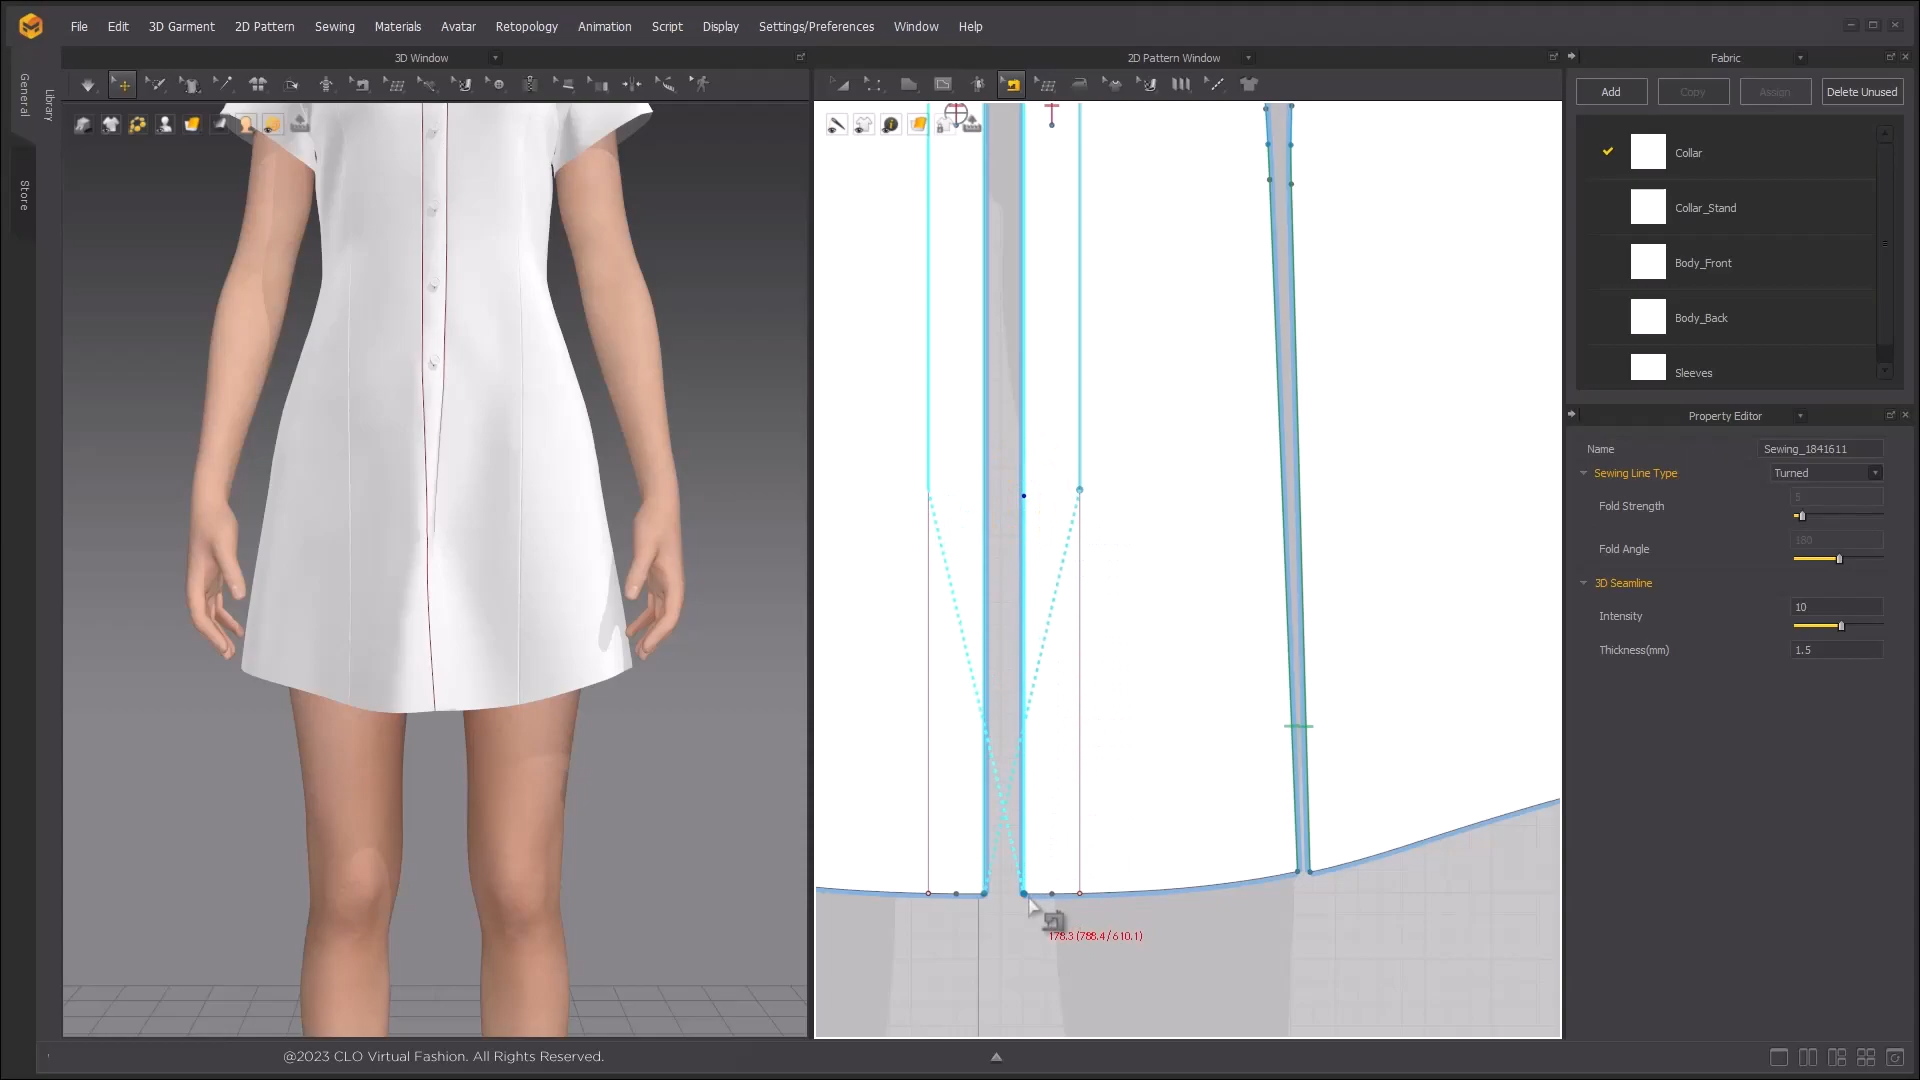 File Edit 3D Garment 2D Pattern Sewing Materials Avatar Retopology Animation Script Display Settings/Preferences Window Help
3D Window
2D Pattern Window
Fabric
General
Library
Store
Add Copy Assign Delete Unused
Collar
Collar_Stand
Body_Front
Body_Back
Sleeves
Property Editor
Name Sewing_1841611
Sewing Line Type Turned
Fold Strength 5
Fold Angle 180
3D Seamline
Intensity 10
Thickness(mm) 1.5
178.3 (788.4/610.1)
@2023 CLO Virtual Fashion. All Rights Reserved.